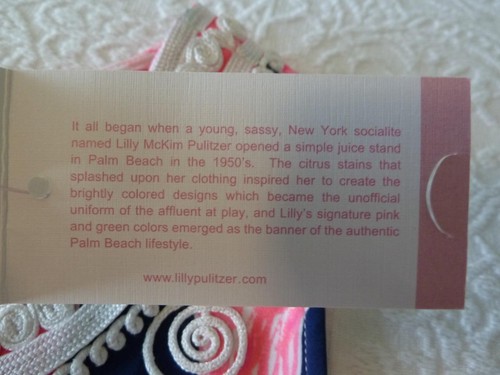 It all began when a young, sassy, New York socialite
named Lilly McKim Pulitzer opened a simple juice stand
in Palm Beach in the 1950's. The citrus stains that
splashed upon her clothing inspired her to create the
brightly colored designs which became the unofficial
uniform of the affluent at play, and Lilly's signature pink
and green colors emerged as the banner of the authentic
Palm Beach lifestyle.
www.lillypulitzer.com